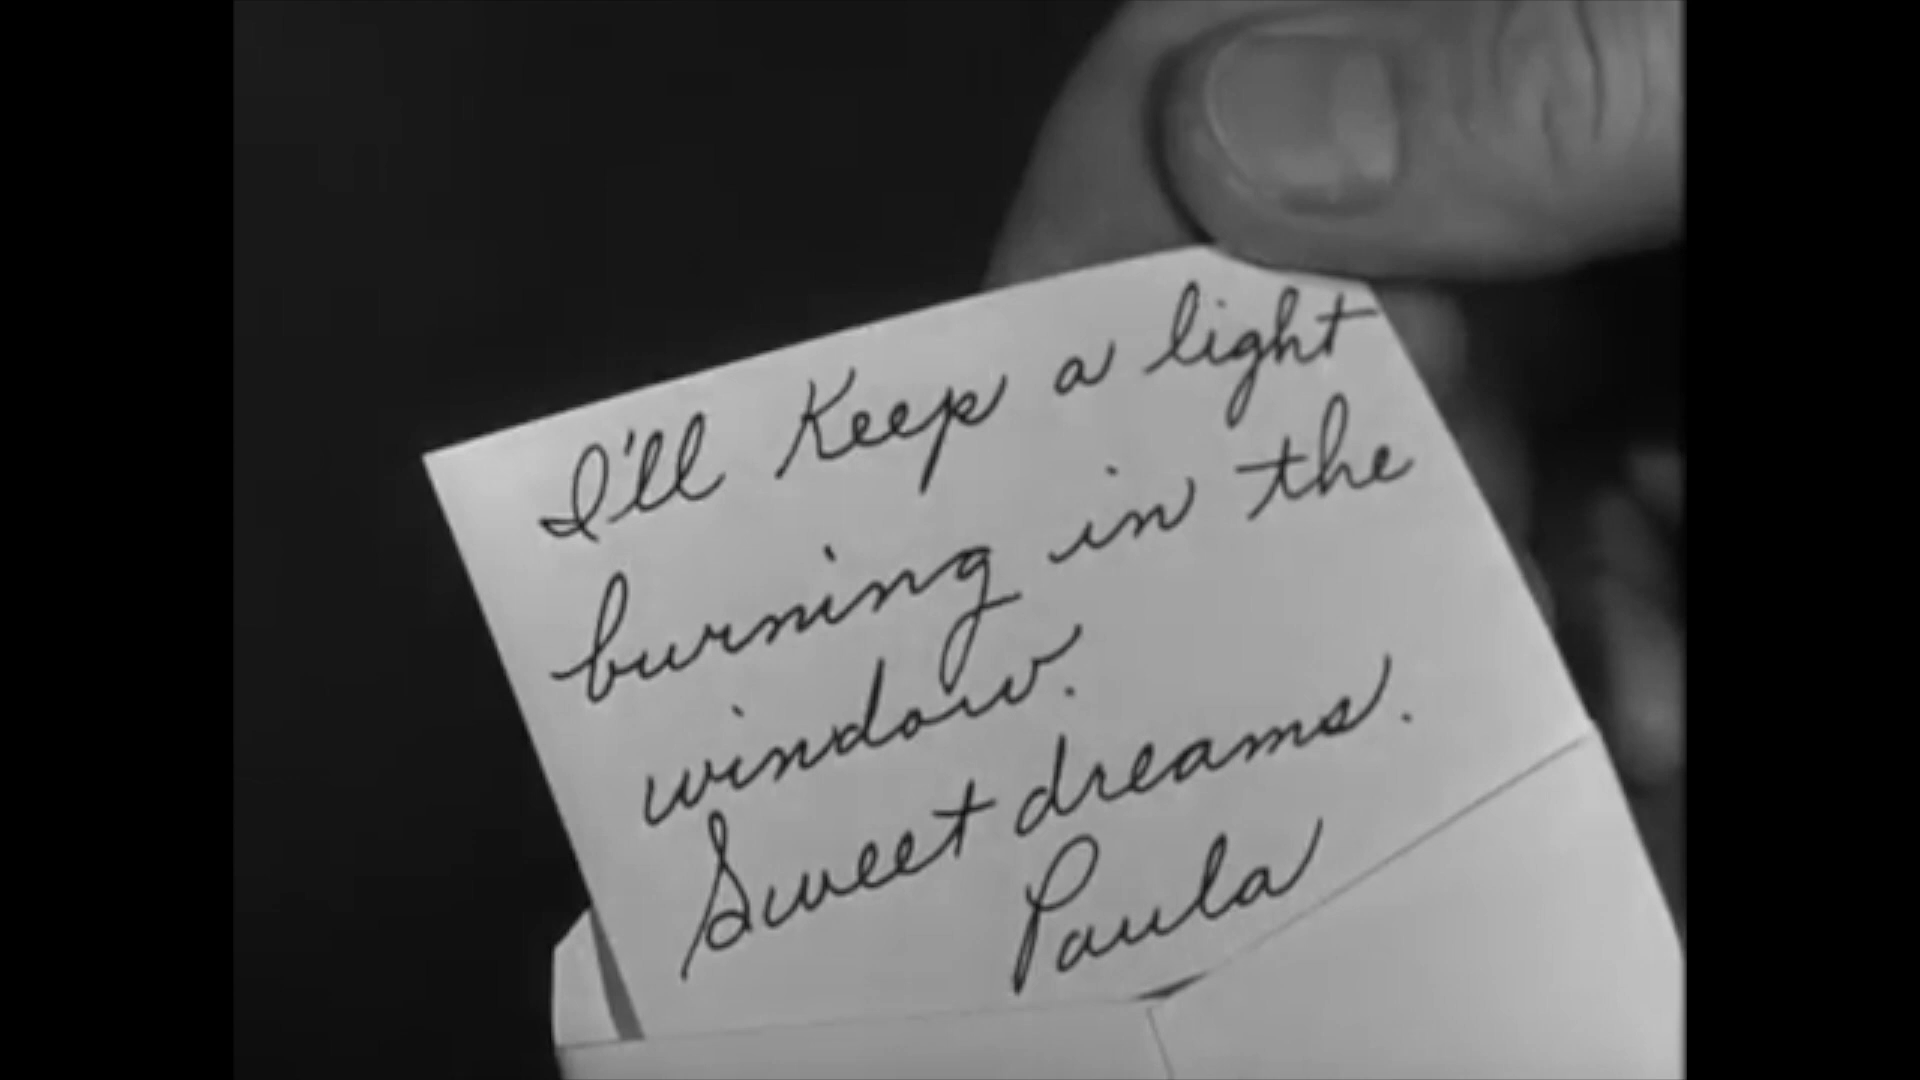 I'll Keep a light
burning in the
window.
Sweet dreams.
Paula